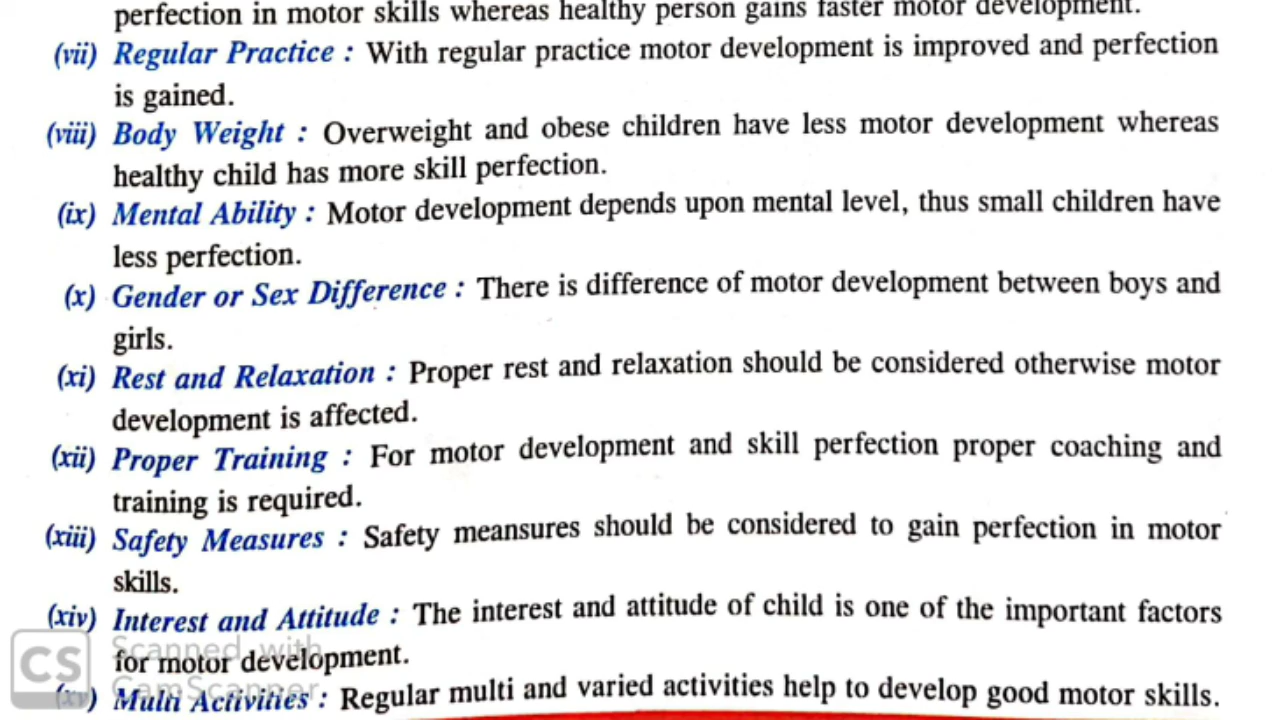 perfection in motor skills whereas healthy person gains faster motor development.
(vii) Regular Practice : With regular practice motor development is improved and perfection
is gained.
(viii) Body Weight : Overweight and obese children have less motor development whereas
healthy child has more skill perfection.
(ix) Mental Ability : Motor development depends upon mental level, thus small children have
less perfection.
(x) Gender or Sex Difference : There is difference of motor development between boys and
girls.
(xi) Rest and Relaxation : Proper rest and relaxation should be considered otherwise motor
development is affected.
(xii) Proper Training : For motor development and skill perfection proper coaching and
training is required.
(xiii) Safety Measures : Safety meansures should be considered to gain perfection in motor
skills.
(xiv) Interest and Attitude : The interest and attitude of child is one of the important factors
for motor development.
(xv) Multi Activities : Regular multi and varied activities help to develop good motor skills.
CS
Scanned with
CamScanner